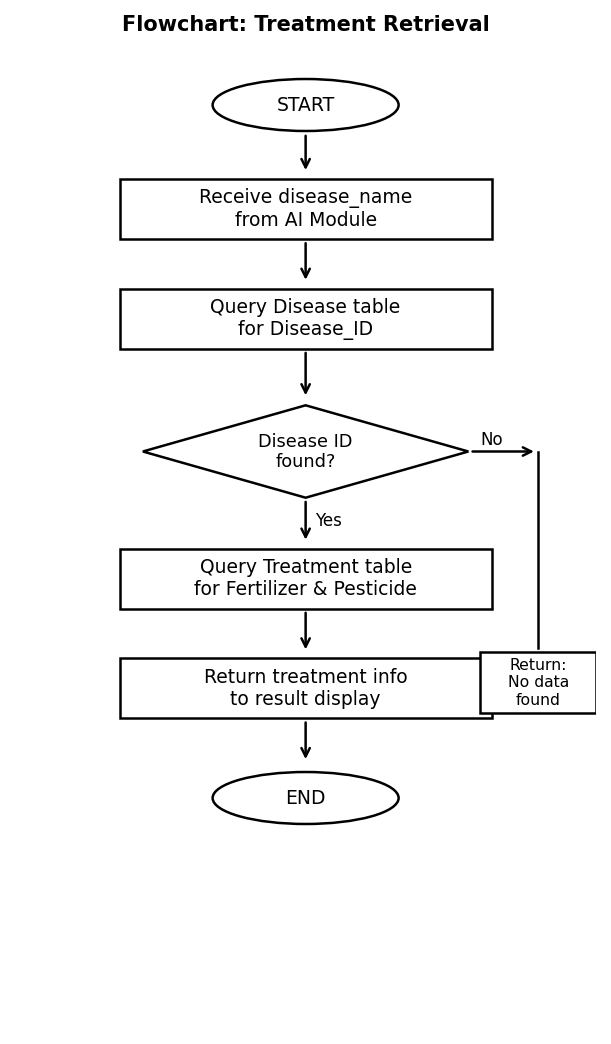 Flowchart: Treatment Retrieval
START
Receive disease_name
from AI Module
Query Disease table
for Disease_ID
Disease ID
found?
No
Yes
Query Treatment table
for Fertilizer & Pesticide
Return treatment info
to result display
Return:
No data
found
END